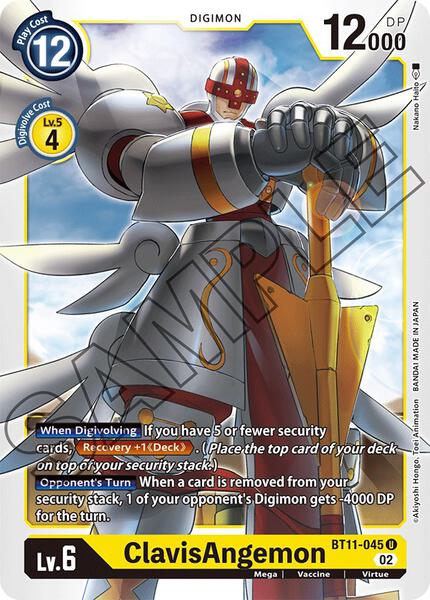 DIGIMON
Play Cost
12
DP
12000
Digivolve Cost
Lv.5
4
Nakano Haito
SAMPLE
When Digivolving If you have 5 or fewer security
cards, Recovery +1《Deck》. (Place the top card of your deck
on top of your security stack.)
Opponent's Turn When a card is removed from your
security stack, 1 of your opponent's Digimon gets -4000 DP
for the turn.
©Akiyoshi Hongo, Toei Animation BANDAI MADE IN JAPAN
Lv.6
ClavisAngemon
BT11-045 U
02
Mega | Vaccine | Virtue